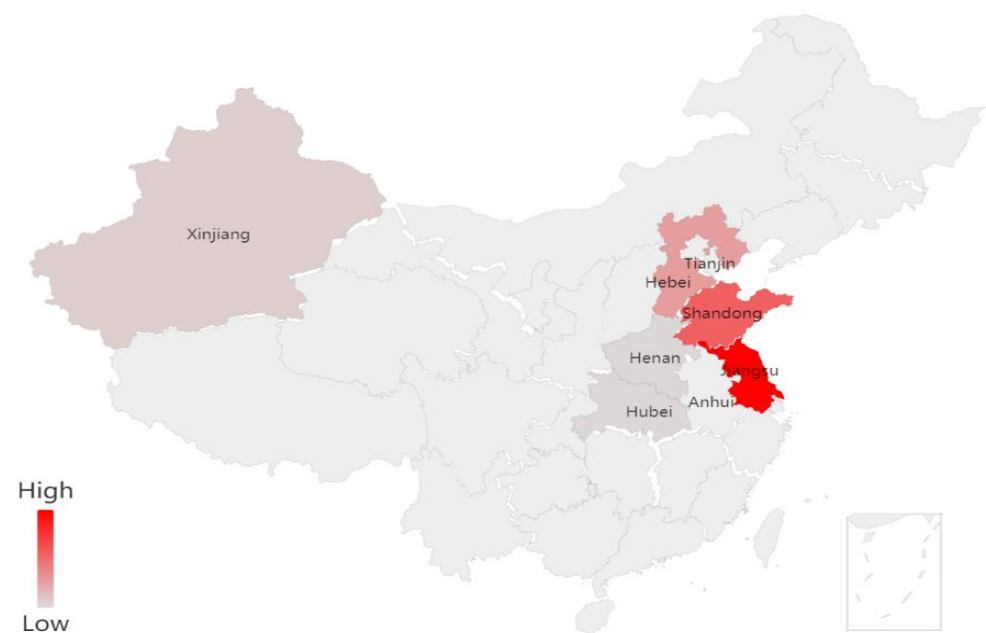 Xinjiang
Tianjin
Hebei
Shandong
Henan
Jiangsu
Anhui
Hubei
High
Low